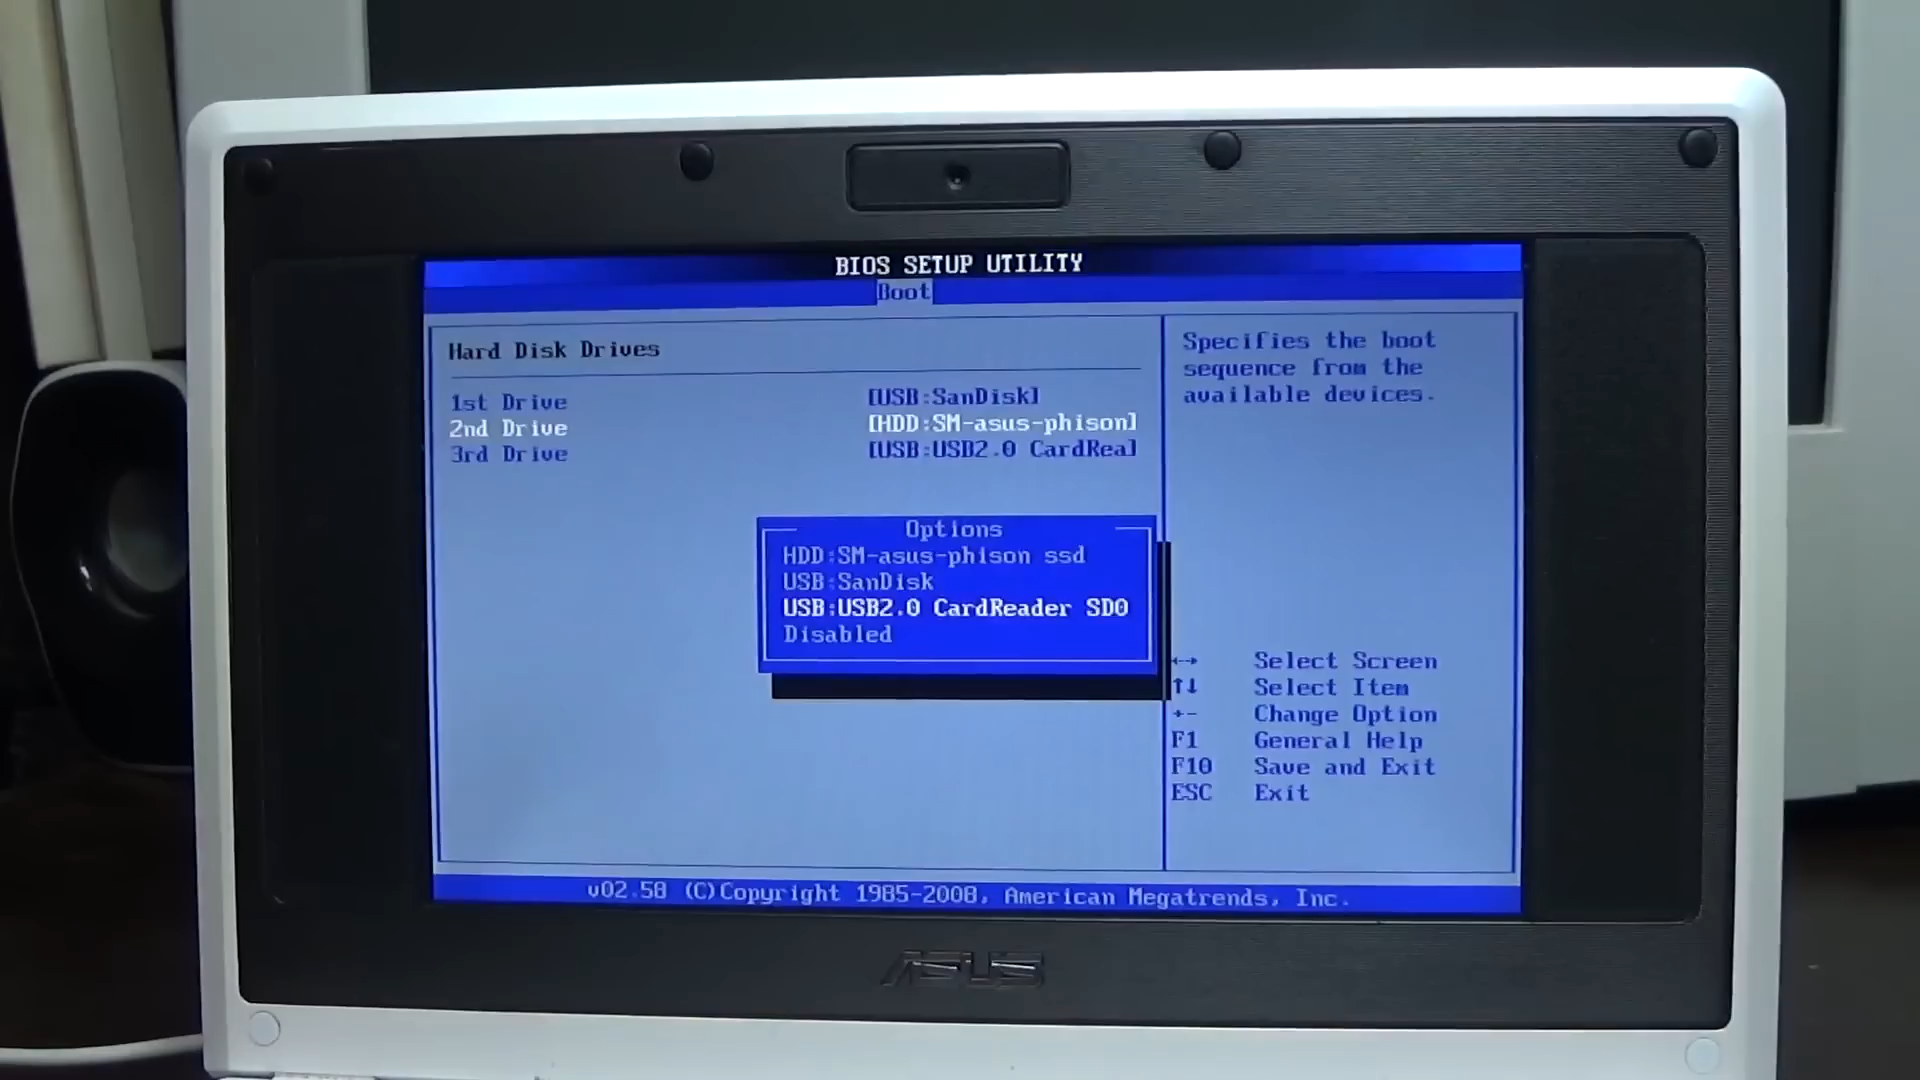 BIOS SETUP UTILITY
Boot
Hard Disk Drives
1st Drive [USB:SanDisk]
2nd Drive [HDD:SM-asus-phison]
3rd Drive [USB:USB2.0 CardRea]
Options
HDD:SM-asus-phison ssd
USB:SanDisk
USB:USB2.0 CardReader SD0
Disabled
Specifies the boot
sequence from the
available devices.
←→ Select Screen
↑↓ Select Item
+- Change Option
F1 General Help
F10 Save and Exit
ESC Exit
v02.58 (C)Copyright 1985-2008, American Megatrends, Inc.
ASUS